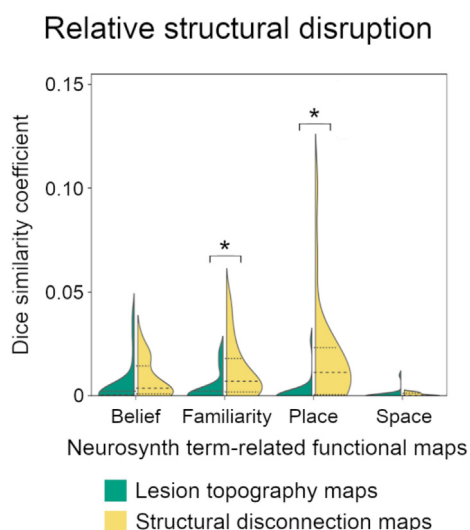 Relative structural disruption
Dice similarity coefficient
0.15
0.10
0.05
0
*
*
Belief Familiarity Place Space
Neurosynth term-related functional maps
Lesion topography maps
Structural disconnection maps